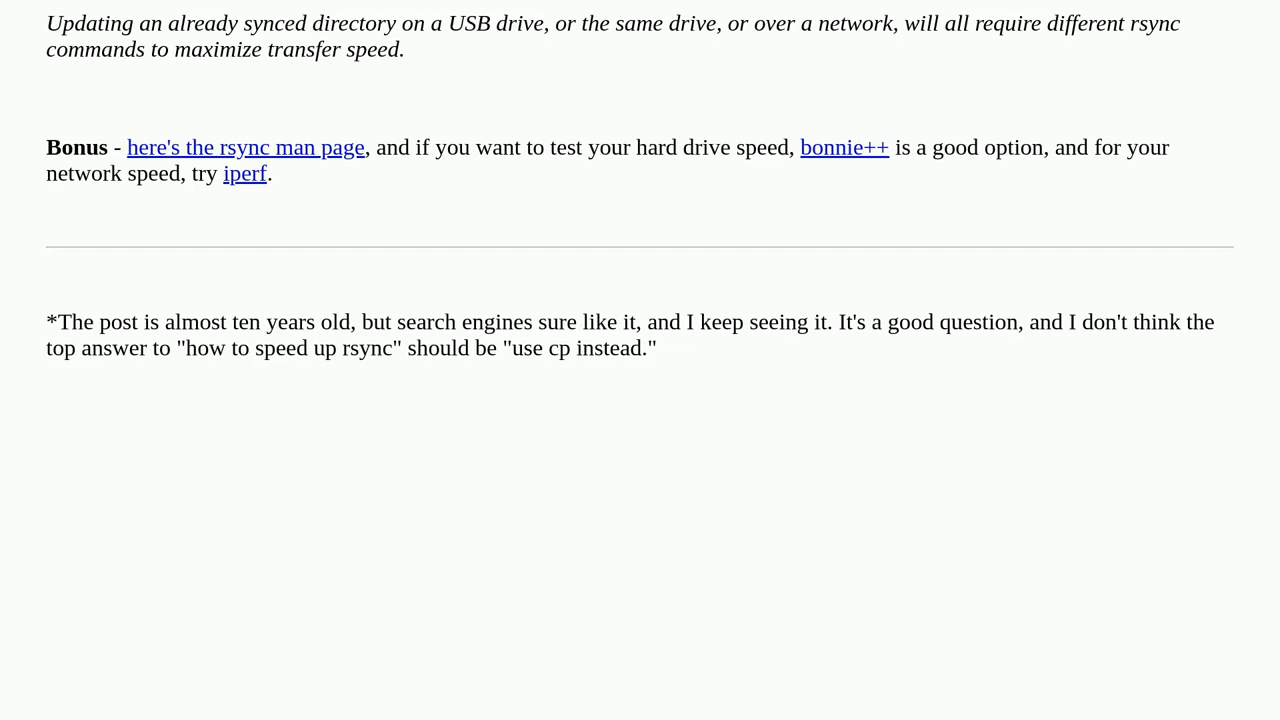 Updating an already synced directory on a USB drive, or the same drive, or over a network, will all require different rsync
commands to maximize transfer speed.
Bonus - here's the rsync man page, and if you want to test your hard drive speed, bonnie++ is a good option, and for your
network speed, try iperf.
*The post is almost ten years old, but search engines sure like it, and I keep seeing it. It's a good question, and I don't think the
top answer to "how to speed up rsync" should be "use cp instead."